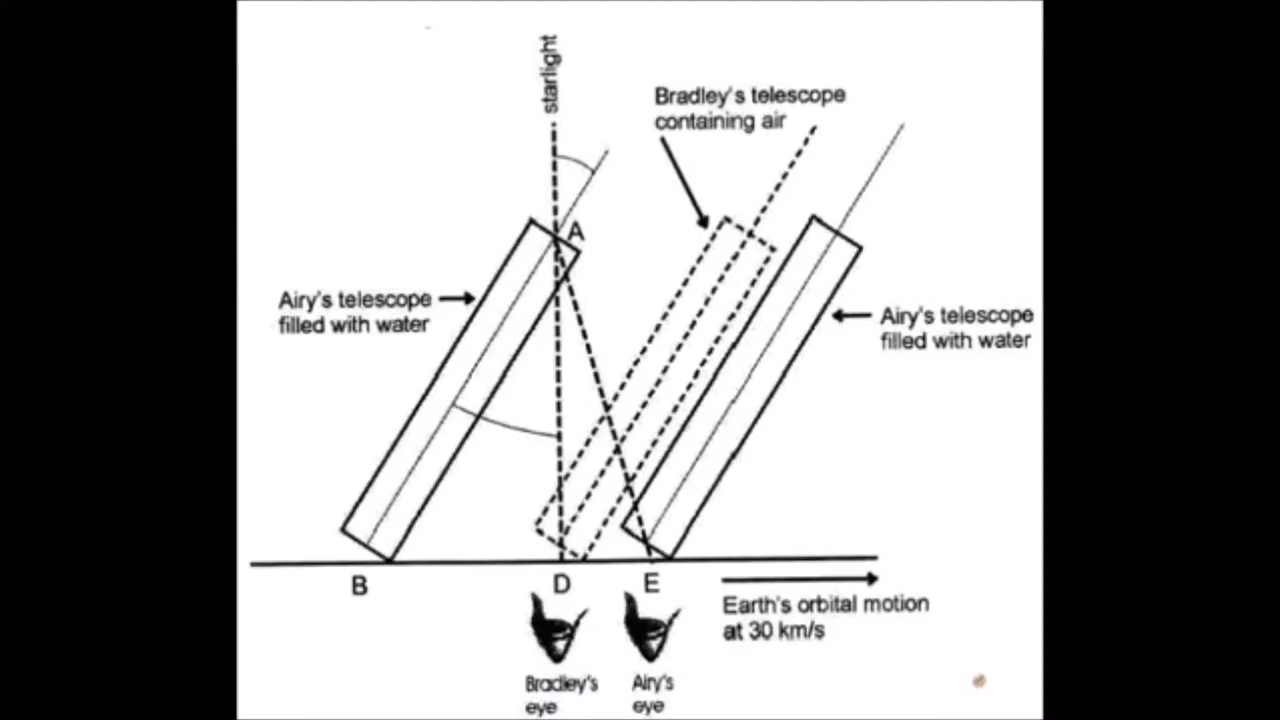 starlight
Bradley's telescope
containing air
A
Airy's telescope
filled with water
Airy's telescope
filled with water
B
D
E
Earth's orbital motion
at 30 km/s
Bradley's
eye
Airy's
eye